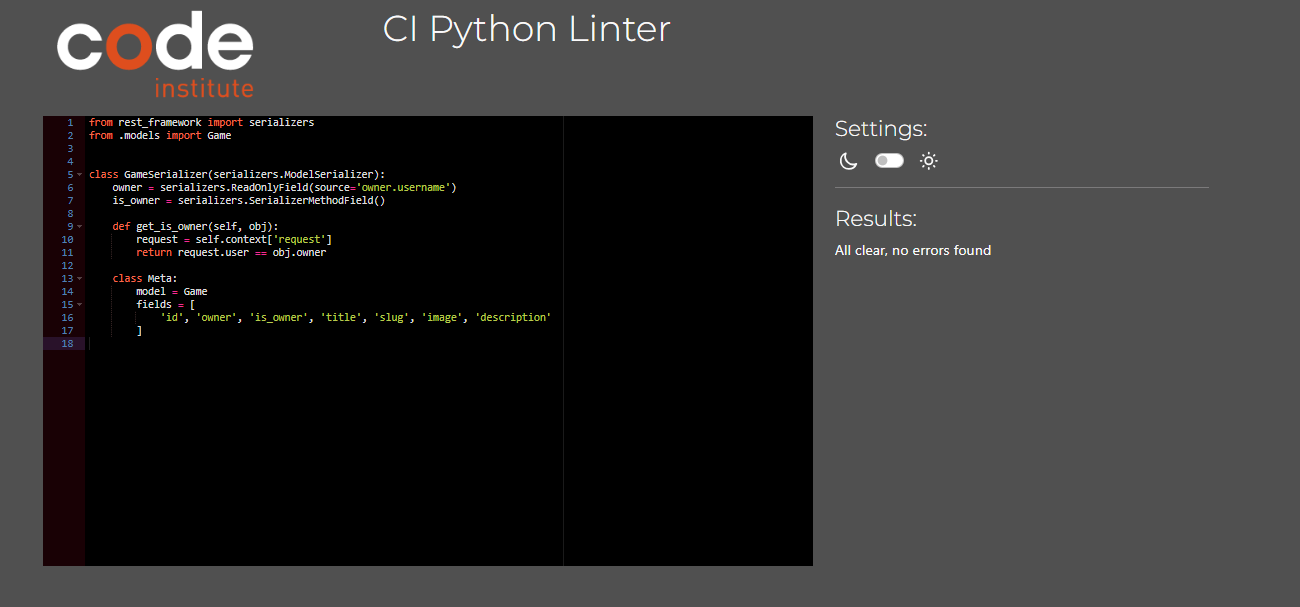 code
institute
CI Python Linter
1 from rest_framework import serializers
2 from .models import Game
3
4
5 class GameSerializer(serializers.ModelSerializer):
6     owner = serializers.ReadOnlyField(source='owner.username')
7     is_owner = serializers.SerializerMethodField()
8
9     def get_is_owner(self, obj):
10         request = self.context['request']
11         return request.user == obj.owner
12
13     class Meta:
14         model = Game
15         fields = [
16             'id', 'owner', 'is_owner', 'title', 'slug', 'image', 'description'
17         ]
18
Settings:
Results:
All clear, no errors found